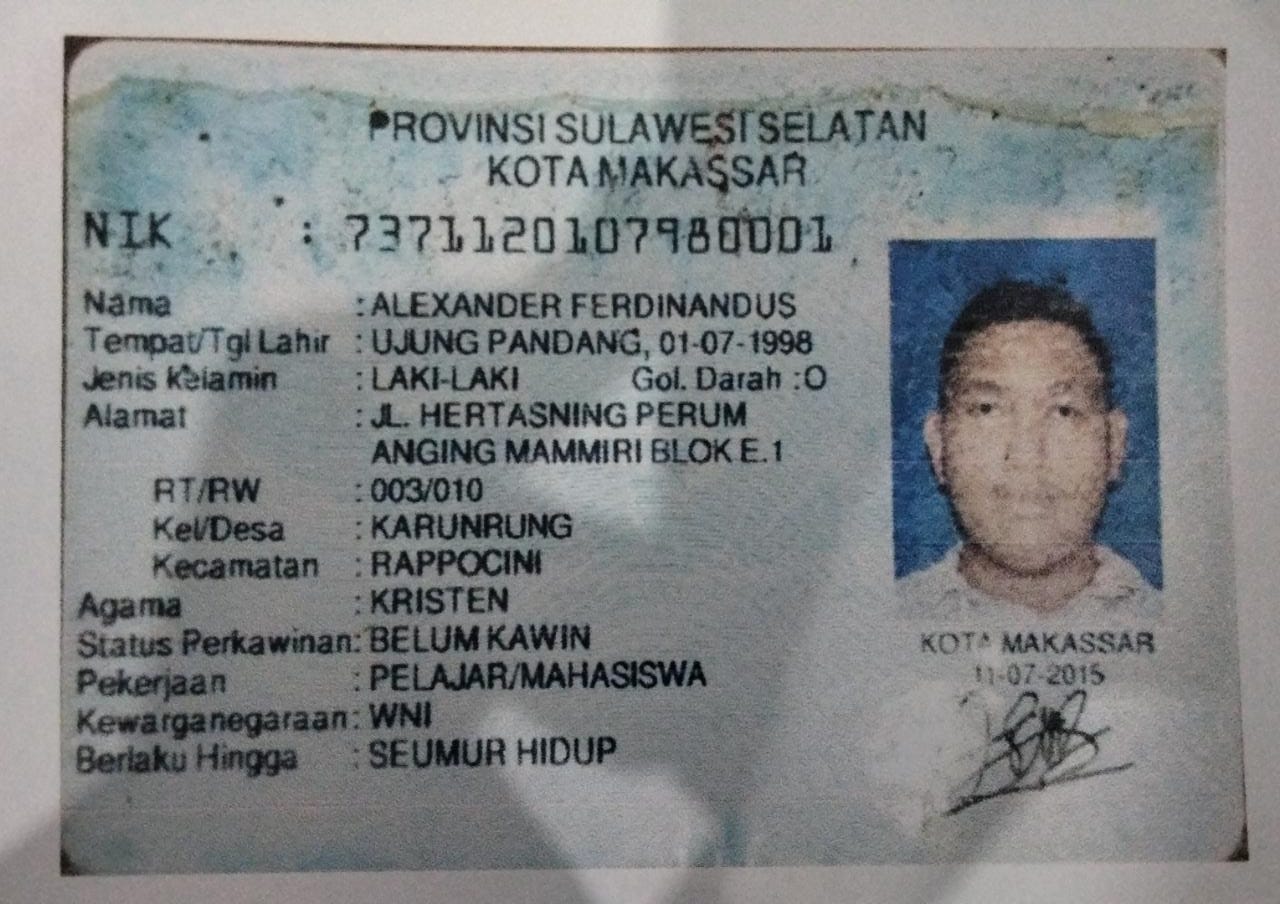 PROVINSI SULAWESI SELATAN
KOTA MAKASSAR
NIK : 7371120107980001
Nama : ALEXANDER FERDINANDUS
Tempat/Tgl Lahir : UJUNG PANDANG, 01-07-1998
Jenis Kelamin : LAKI-LAKI Gol. Darah :O
Alamat : JL. HERTASNING PERUM
ANGING MAMMIRI BLOK E.1
RT/RW : 003/010
Kel/Desa : KARUNRUNG
Kecamatan : RAPPOCINI
Agama : KRISTEN
Status Perkawinan: BELUM KAWIN
Pekerjaan : PELAJAR/MAHASISWA
Kewarganegaraan: WNI
Berlaku Hingga : SEUMUR HIDUP
KOTA MAKASSAR
11-07-2015